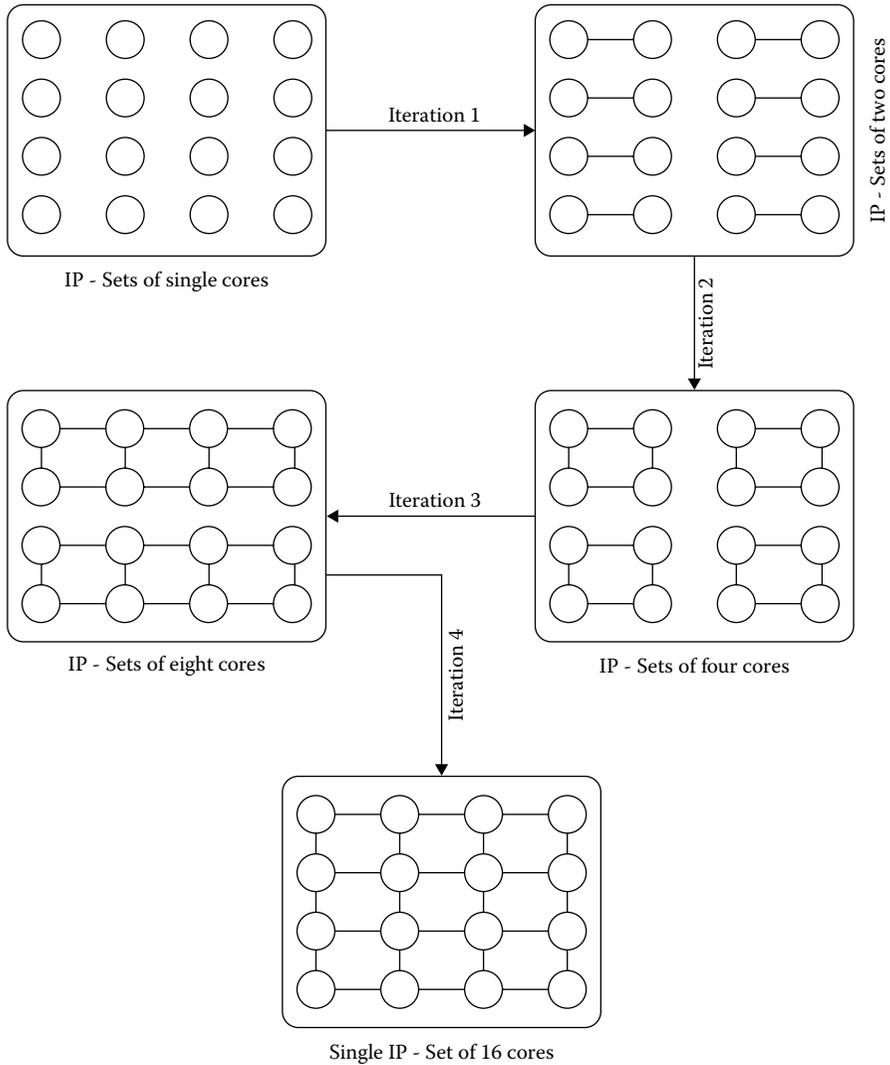 Iteration 1
IP - Sets of two cores
IP - Sets of single cores
Iteration 2
Iteration 3
IP - Sets of eight cores
IP - Sets of four cores
Iteration 4
Single IP - Set of 16 cores